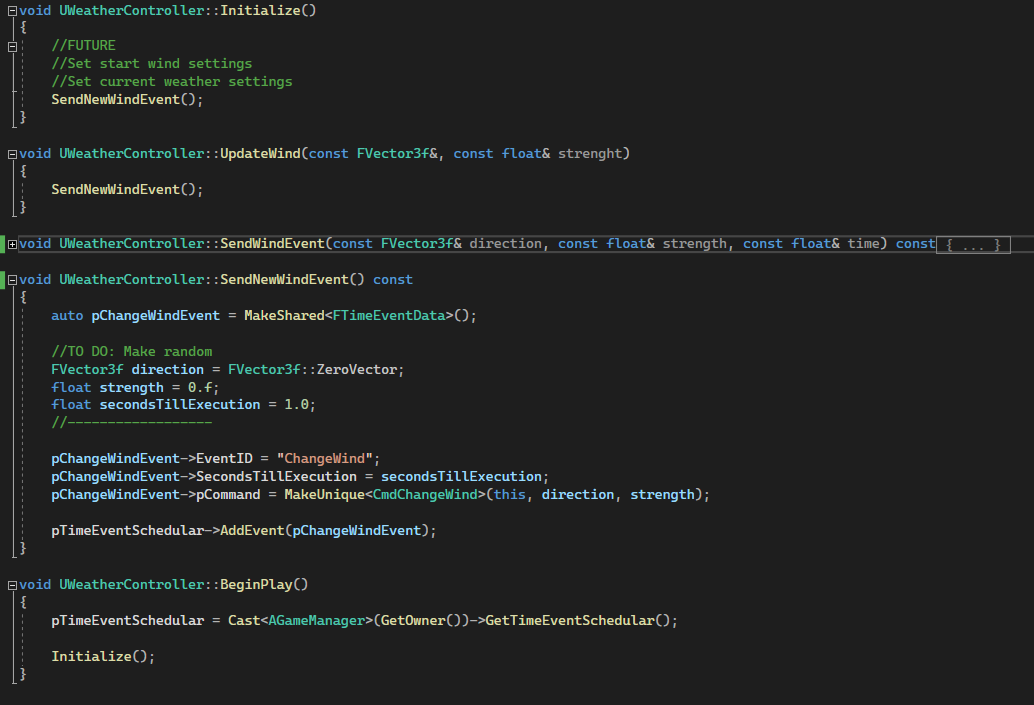 void UWeatherController::Initialize()
{
//FUTURE
//Set start wind settings
//Set current weather settings
SendNewWindEvent();
}
void UWeatherController::UpdateWind(const FVector3f&, const float& strenght)
{
SendNewWindEvent();
}
void UWeatherController::SendWindEvent(const FVector3f& direction, const float& strength, const float& time) const{ ... }
void UWeatherController::SendNewWindEvent() const
{
auto pChangeWindEvent = MakeShared<FTimeEventData>();
//TO DO: Make random
FVector3f direction = FVector3f::ZeroVector;
float strength = 0.f;
float secondsTillExecution = 1.0;
//------------------
pChangeWindEvent->EventID = "ChangeWind";
pChangeWindEvent->SecondsTillExecution = secondsTillExecution;
pChangeWindEvent->pCommand = MakeUnique<CmdChangeWind>(this, direction, strength);
pTimeEventSchedular->AddEvent(pChangeWindEvent);
}
void UWeatherController::BeginPlay()
{
pTimeEventSchedular = Cast<AGameManager>(GetOwner())->GetTimeEventSchedular();
Initialize();
}